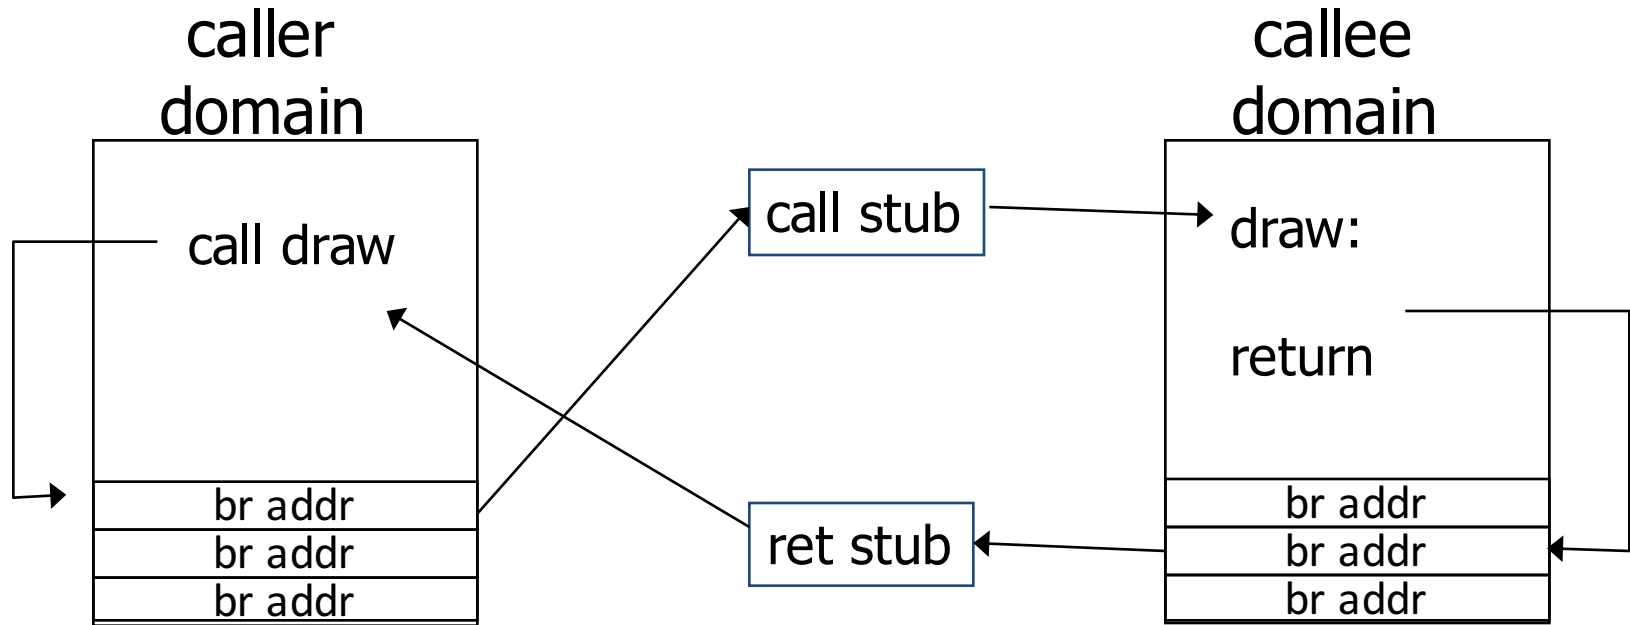 caller
domain
callee
domain
call draw
call stub
draw:
return
br addr
br addr
br addr
ret stub
br addr
br addr
br addr